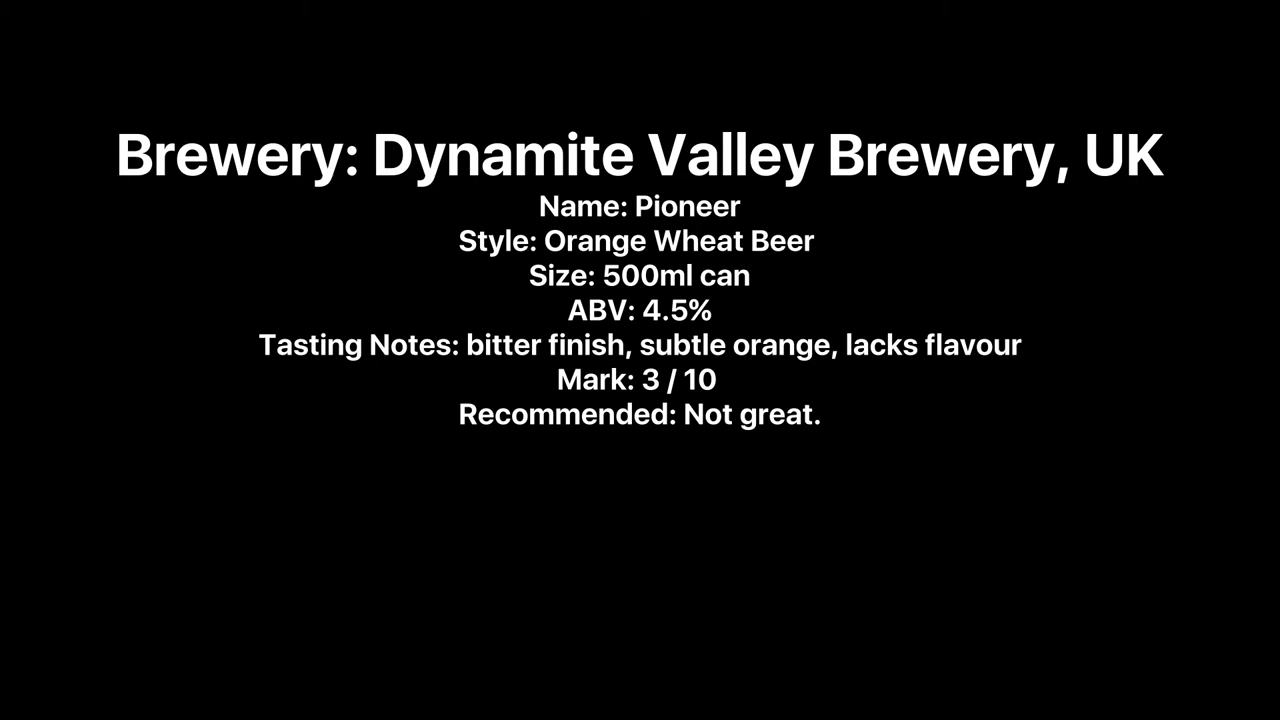 Brewery: Dynamite Valley Brewery, UK
Name: Pioneer
Style: Orange Wheat Beer
Size: 500ml can
ABV: 4.5%
Tasting Notes: bitter finish, subtle orange, lacks flavour
Mark: 3 / 10
Recommended: Not great.